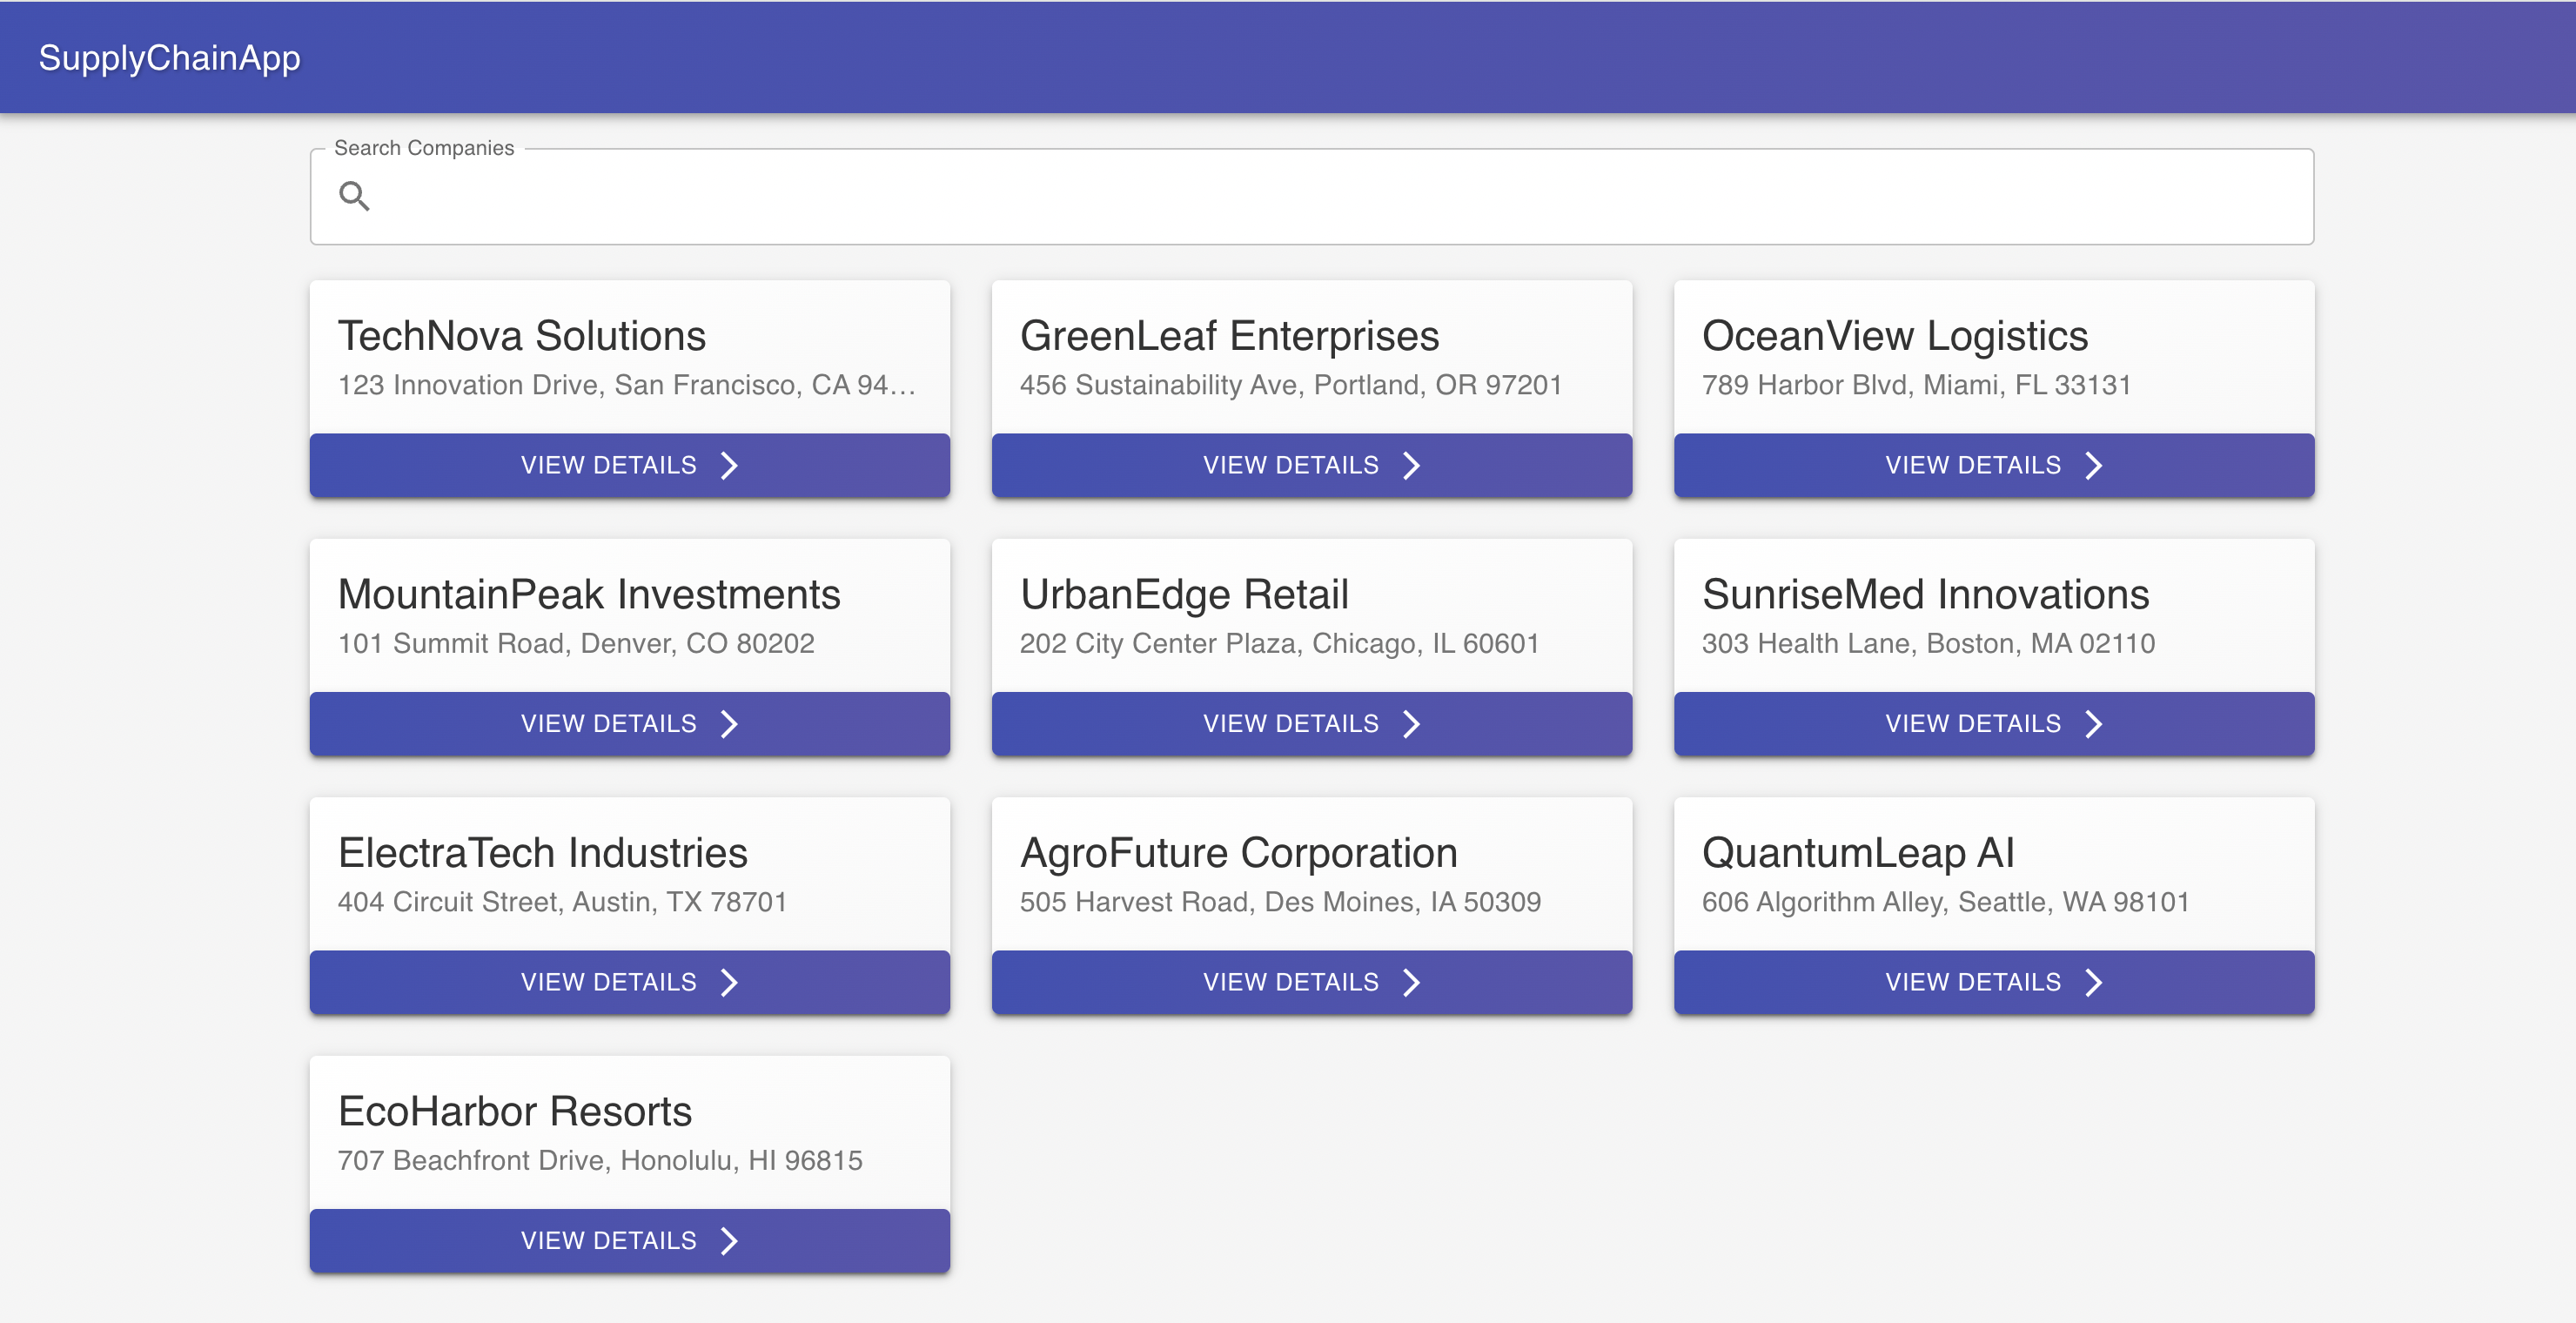 SupplyChainApp
Search Companies
TechNova Solutions
123 Innovation Drive, San Francisco, CA 94...
VIEW DETAILS
GreenLeaf Enterprises
456 Sustainability Ave, Portland, OR 97201
VIEW DETAILS
OceanView Logistics
789 Harbor Blvd, Miami, FL 33131
VIEW DETAILS
MountainPeak Investments
101 Summit Road, Denver, CO 80202
VIEW DETAILS
UrbanEdge Retail
202 City Center Plaza, Chicago, IL 60601
VIEW DETAILS
SunriseMed Innovations
303 Health Lane, Boston, MA 02110
VIEW DETAILS
ElectraTech Industries
404 Circuit Street, Austin, TX 78701
VIEW DETAILS
AgroFuture Corporation
505 Harvest Road, Des Moines, IA 50309
VIEW DETAILS
QuantumLeap AI
606 Algorithm Alley, Seattle, WA 98101
VIEW DETAILS
EcoHarbor Resorts
707 Beachfront Drive, Honolulu, HI 96815
VIEW DETAILS